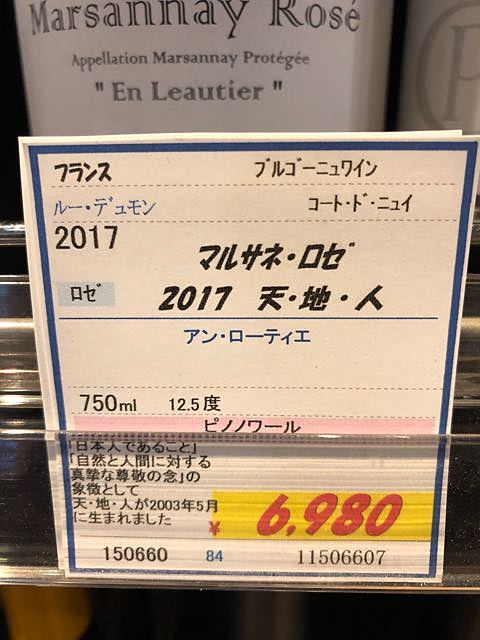 Marsannay Rosé
Appellation Marsannay Protégée
" En Leautier "
P
フランス ブルゴーニュワイン
ルー・デュモン コート・ド・ニュイ
2017
マルサネ・ロゼ
ロゼ 2017 天・地・人
アン・ローティエ
750ml 12.5度
ピノノワール
「日本人であること」
「自然と人間に対する
真摯な尊敬の念」の
象徴として
天・地・人が2003年5月
に生まれました
¥ 6,980
150660 84 11506607